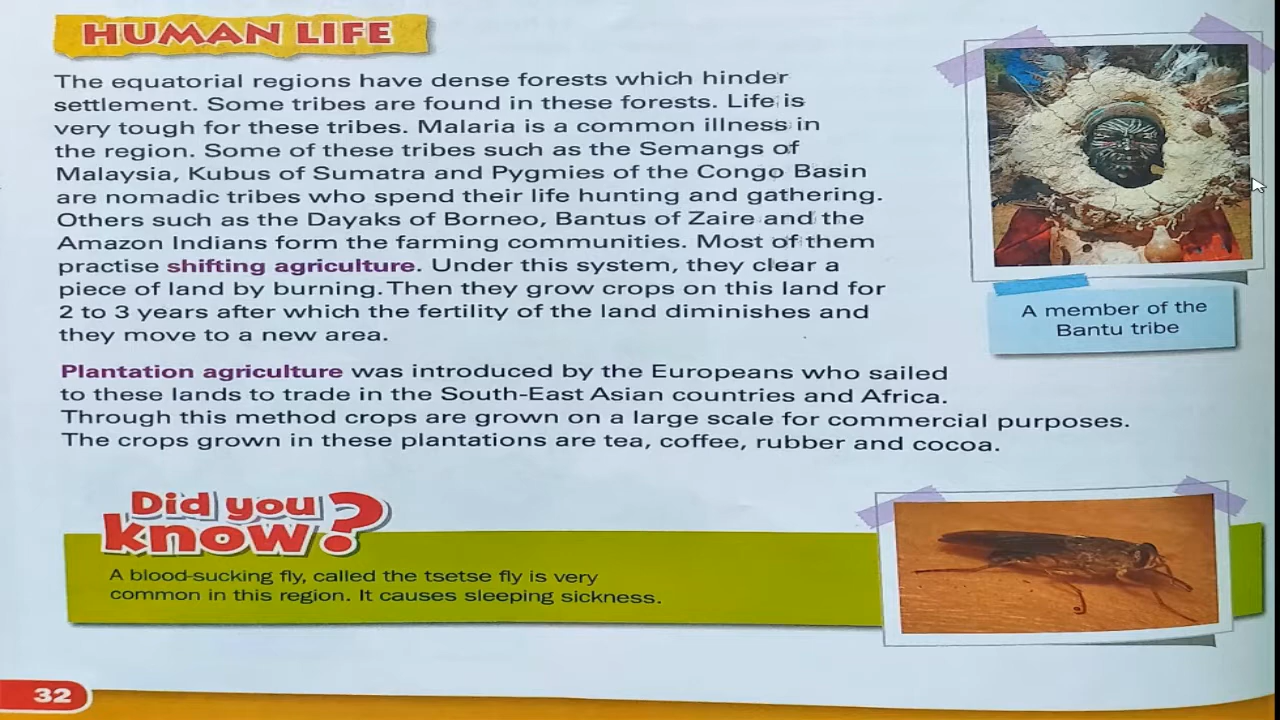 HUMAN LIFE
The equatorial regions have dense forests which hinder
settlement. Some tribes are found in these forests. Life is
very tough for these tribes. Malaria is a common illness in
the region. Some of these tribes such as the Semangs of
Malaysia, Kubus of Sumatra and Pygmies of the Congo Basin
are nomadic tribes who spend their life hunting and gathering.
Others such as the Dayaks of Borneo, Bantus of Zaire and the
Amazon Indians form the farming communities. Most of them
practise shifting agriculture. Under this system, they clear a
piece of land by burning. Then they grow crops on this land for
2 to 3 years after which the fertility of the land diminishes and
they move to a new area.
A member of the
Bantu tribe
Plantation agriculture was introduced by the Europeans who sailed
to these lands to trade in the South-East Asian countries and Africa.
Through this method crops are grown on a large scale for commercial purposes.
The crops grown in these plantations are tea, coffee, rubber and cocoa.
Did you
know?
A blood-sucking fly, called the tsetse fly is very
common in this region. It causes sleeping sickness.
32